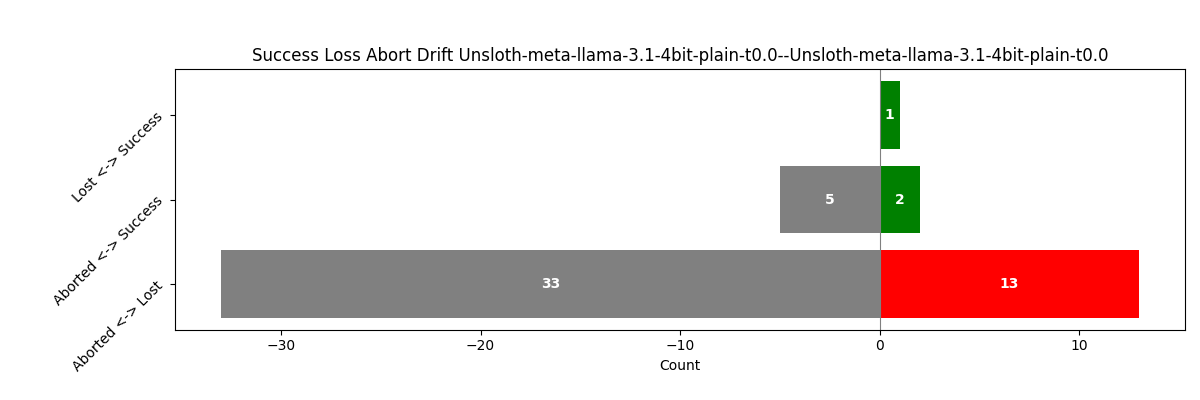 Success Loss Abort Drift Unsloth-meta-llama-3.1-4bit-plain-t0.0--Unsloth-meta-llama-3.1-4bit-plain-t0.0
Lost <-> Success
1
Aborted <-> Success
5
2
Aborted <-> Lost
33
13
−30
−20
−10
0
10
Count